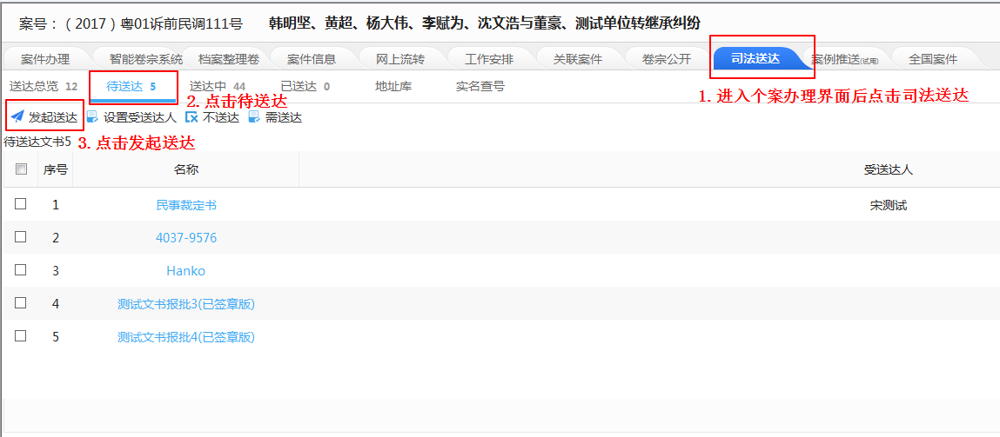 案号：（2017）粤01诉前民调111号 韩明坚、黄超、杨大伟、李赋为、沈文浩与董豪、测试单位转继承纠纷
案件办理 智能卷宗系统 档案整理卷 案件信息 网上流转 工作安排 关联案件 卷宗公开 司法送达 案例推送(试用) 全国案件
送达总览 12 待送达 5 送达中 44 已送达 0 地址库 实名查号
1. 进入个案办理界面后点击司法送达
2. 点击待送达
发起送达 设置受送达人 不送达 需送达
待送达文书5
3. 点击发起送达
序号 名称 受送达人
1 民事裁定书 宋测试
2 4037-9576
3 Hanko
4 测试文书报批3(已签章版)
5 测试文书报批4(已签章版)